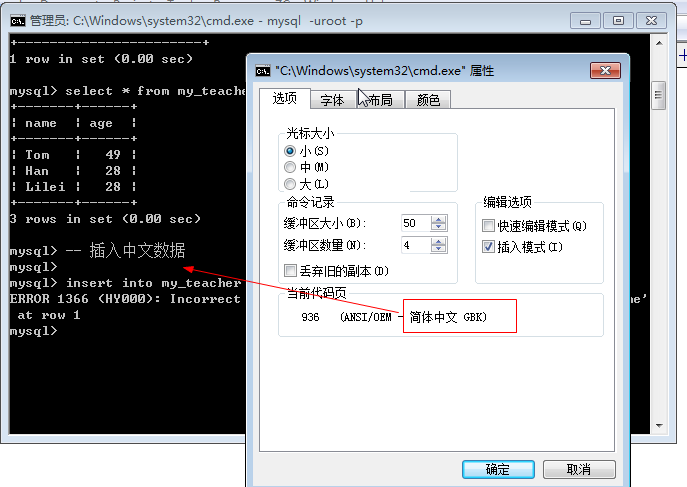 管理员: C:\Windows\system32\cmd.exe - mysql -uroot -p
1 row in set (0.00 sec)
mysql> select * from my_teache
| name | age |
| Tom | 49 |
| Han | 28 |
| Lilei | 28 |
3 rows in set (0.00 sec)
mysql> -- 插入中文数据
mysql>
mysql> insert into my_teacher
ERROR 1366 (HY000): Incorrect
me'
at row 1
mysql>
"C:\Windows\system32\cmd.exe" 属性
选项 字体 布局 颜色
光标大小
小(S)
中(M)
大(L)
命令记录
缓冲区大小(B): 50
缓冲区数量(N): 4
丢弃旧的副本(D)
编辑选项
快速编辑模式(Q)
插入模式(I)
当前代码页
936 (ANSI/OEM - 简体中文 GBK)
确定 取消